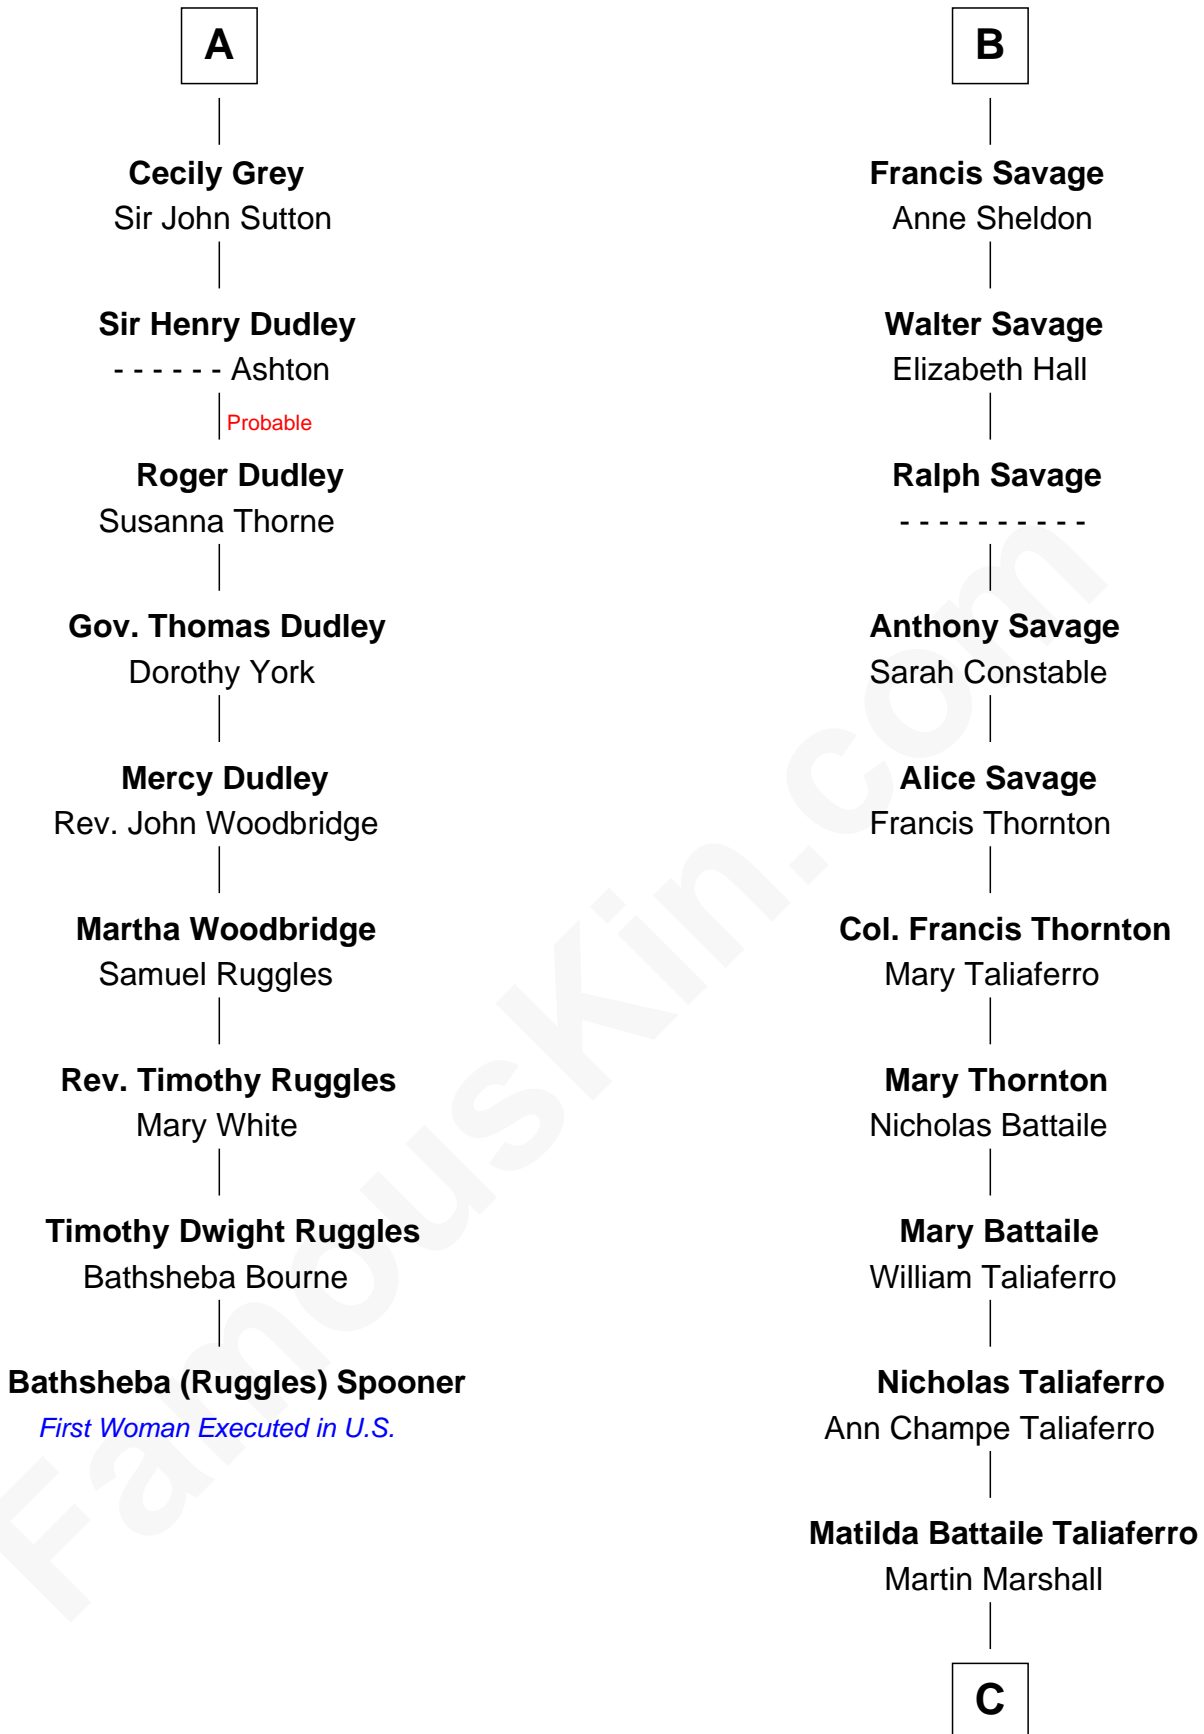 A
Cecily Grey
Sir John Sutton
Sir Henry Dudley
- - - - - - Ashton
Probable
Roger Dudley
Susanna Thorne
Gov. Thomas Dudley
Dorothy York
Mercy Dudley
Rev. John Woodbridge
Martha Woodbridge
Samuel Ruggles
Rev. Timothy Ruggles
Mary White
Timothy Dwight Ruggles
Bathsheba Bourne
Bathsheba (Ruggles) Spooner
First Woman Executed in U.S.
B
Francis Savage
Anne Sheldon
Walter Savage
Elizabeth Hall
Ralph Savage
- - - - - - - - - -
Anthony Savage
Sarah Constable
Alice Savage
Francis Thornton
Col. Francis Thornton
Mary Taliaferro
Mary Thornton
Nicholas Battaile
Mary Battaile
William Taliaferro
Nicholas Taliaferro
Ann Champe Taliaferro
Matilda Battaile Taliaferro
Martin Marshall
C
FamousKin.com